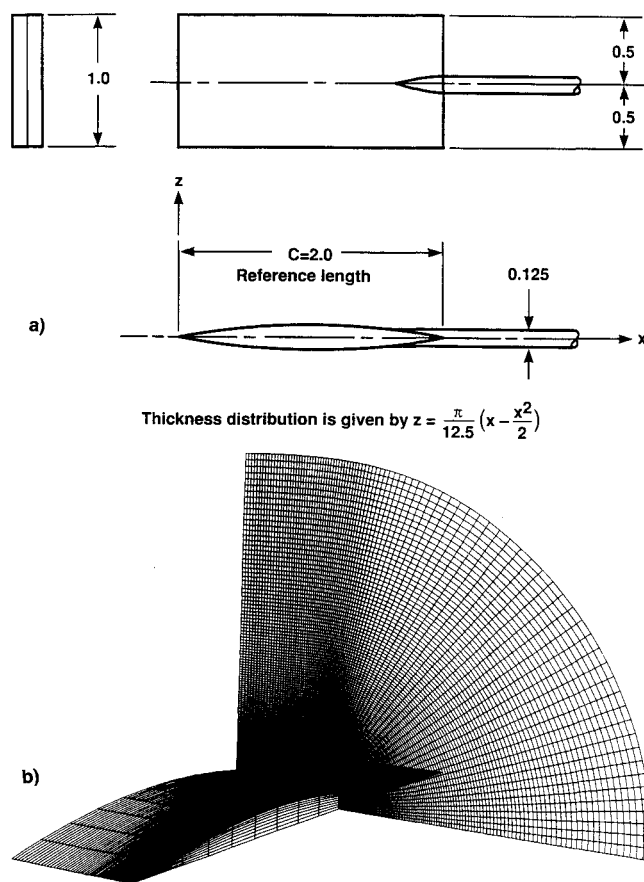 1.0
0.5
0.5
z
C=2.0
Reference length
0.125
a)
x
Thickness distribution is given by z = π/12.5 (x − x²/2)
b)